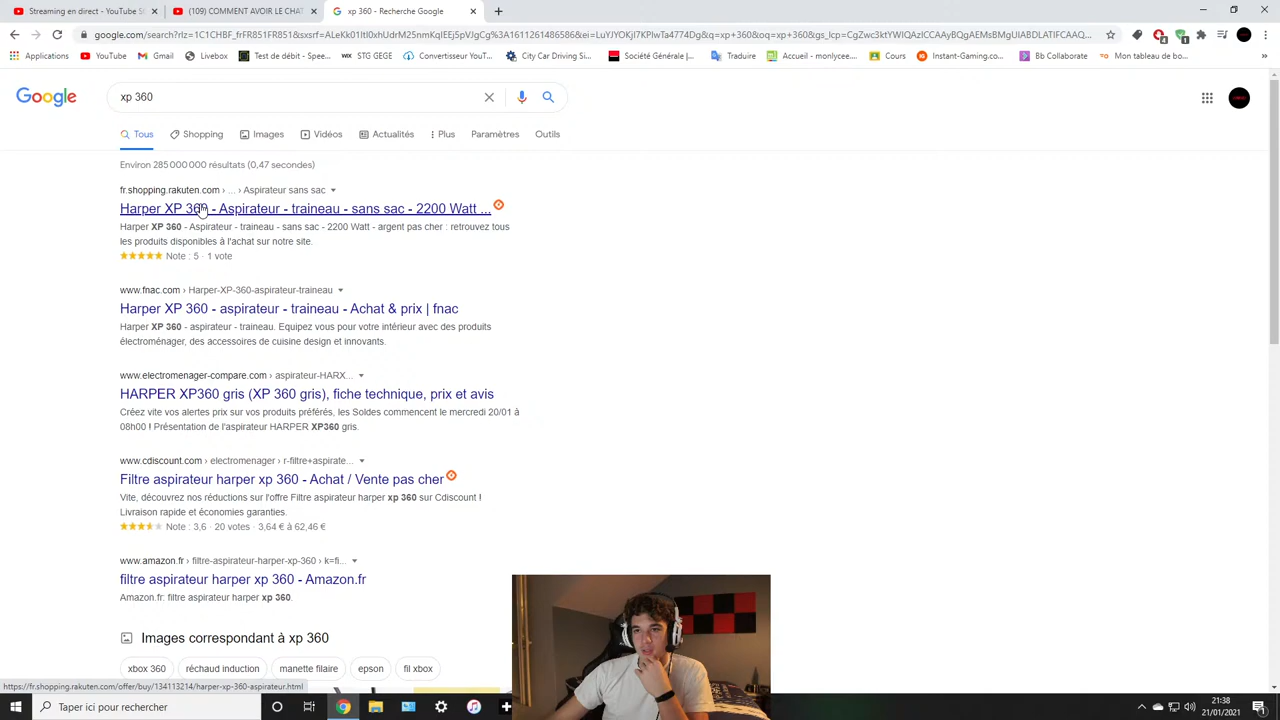 Streaming en direct | Dashboard S
(109) COMMENT AVOIR LE CHAT
xp 360 - Recherche Google
Applications YouTube Gmail Livebox Test de débit - Spee... STG GEGE Convertisseur YouT... City Car Driving Si... Société Générale |... Traduire Accueil - monlycee... Cours Instant-Gaming.co... Bb Collaborate Mon tableau de bo...
Google
xp 360
Tous Shopping Images Vidéos Actualités Plus Paramètres Outils
Environ 285 000 000 résultats (0,47 secondes)
fr.shopping.rakuten.com › ... › Aspirateur sans sac
Harper XP 360 - Aspirateur - traineau - sans sac - 2200 Watt ...
Harper XP 360 - Aspirateur - traineau - sans sac - 2200 Watt - argent pas cher : retrouvez tous
les produits disponibles à l'achat sur notre site.
Note : 5 · 1 vote
www.fnac.com › Harper-XP-360-aspirateur-traineau
Harper XP 360 - aspirateur - traineau - Achat & prix | fnac
Harper XP 360 - aspirateur - traineau. Equipez vous pour votre intérieur avec des produits
électroménager, des accessoires de cuisine design et innovants.
www.electromenager-compare.com › aspirateur-HARX...
HARPER XP360 gris (XP 360 gris), fiche technique, prix et avis
Créez vite vos alertes prix sur vos produits préférés, les Soldes commencent le mercredi 20/01 à
08h00 ! Présentation de l'aspirateur HARPER XP360 gris.
www.cdiscount.com › electromenager › r-filtre+aspirate...
Filtre aspirateur harper xp 360 - Achat / Vente pas cher
Vite, découvrez nos réductions sur l'offre Filtre aspirateur harper xp 360 sur Cdiscount !
Livraison rapide et économies garanties.
Note : 3,6 · 20 votes · 3,64 € à 62,46 €
www.amazon.fr › filtre-aspirateur-harper-xp-360 › k=fi...
filtre aspirateur harper xp 360 - Amazon.fr
Amazon.fr: filtre aspirateur harper xp 360.
Images correspondant à xp 360
xbox 360 réchaud induction manette filaire epson fil xbox
https://fr.shopping.rakuten.com/offer/buy/134113214/harper-xp-360-aspirateur.html
Taper ici pour rechercher
21:38
21/01/2021